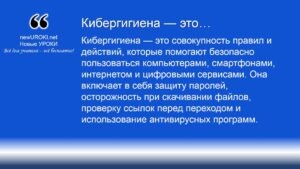 newUROKI.net
Новые УРОКИ
Всё для учителя – всё бесплатно!
Кибергигиена — это…
Кибергигиена — это совокупность правил и
действий, которые помогают безопасно
пользоваться компьютерами, смартфонами,
интернетом и цифровыми сервисами. Она
включает в себя защиту паролей,
осторожность при скачивании файлов,
проверку ссылок перед переходом и
использование антивирусных программ.